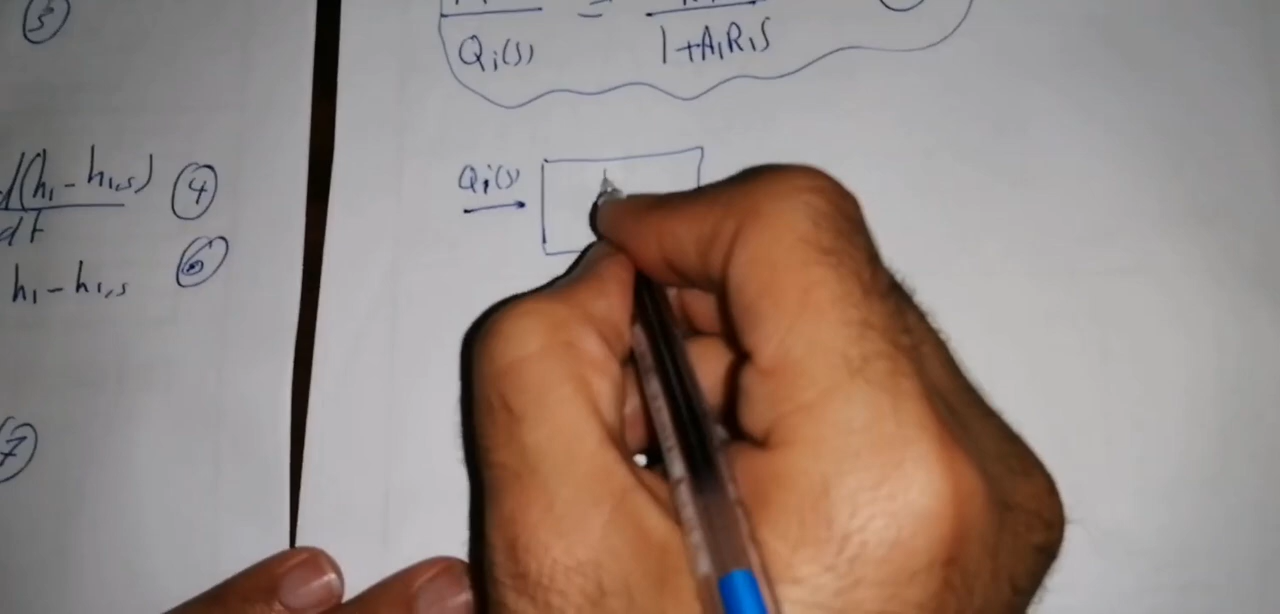 3
d(h₁-h₁,s)
dt
4
h₁-h₁,s
6
7
=
Qi(s)
1+A₁R₁S
Qi(s)